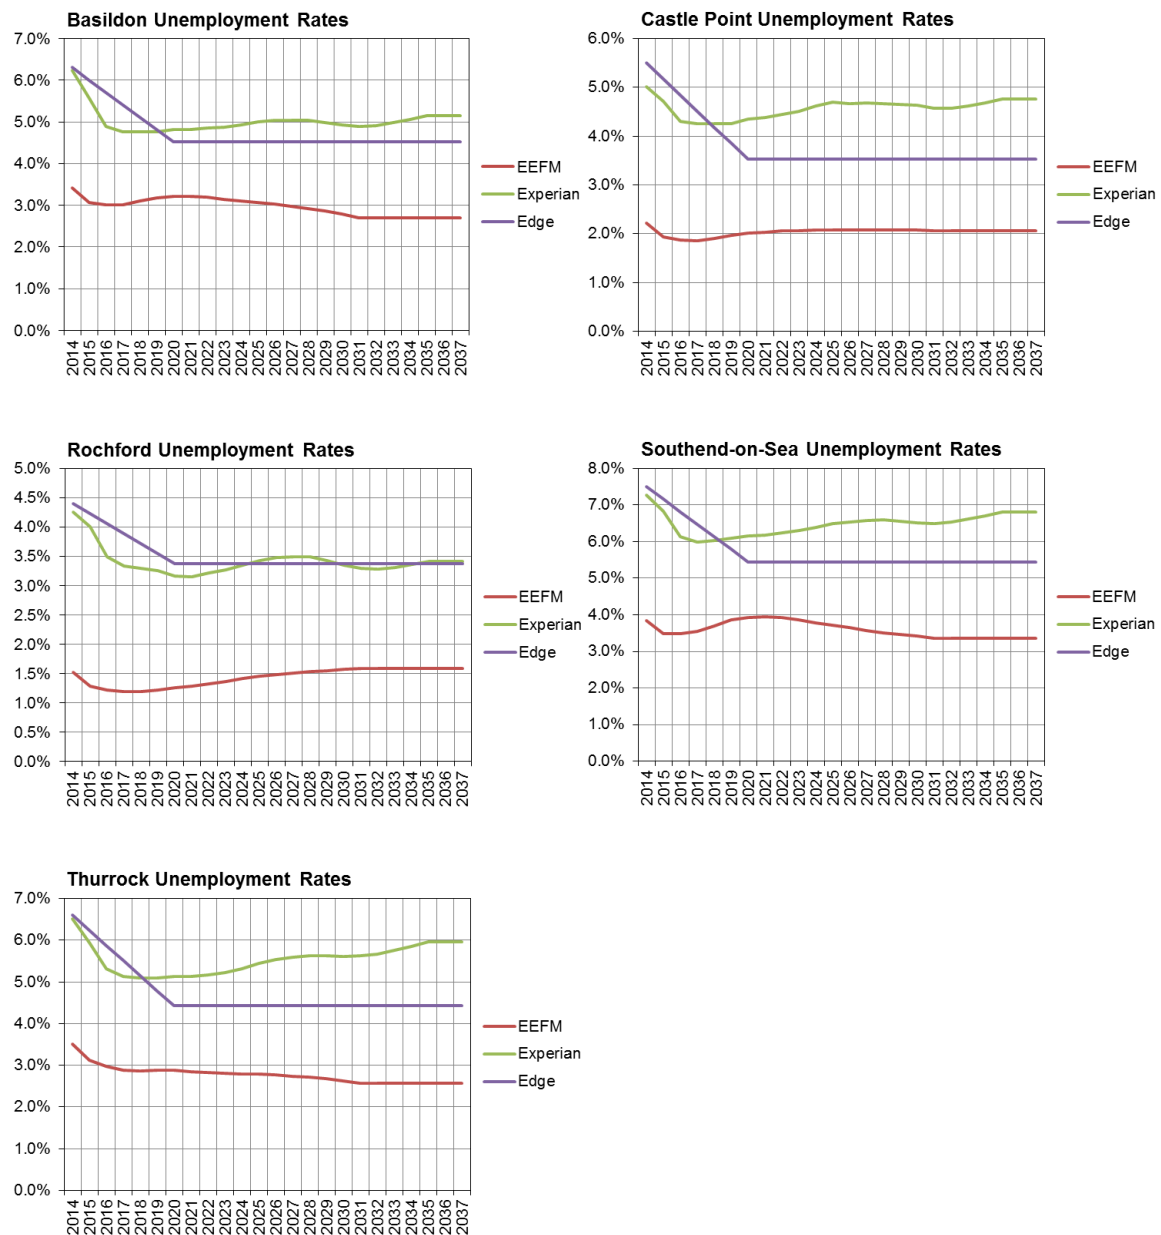 Basildon Unemployment Rates
7.0%
6.0%
5.0%
4.0%
3.0%
2.0%
1.0%
0.0%
2014 2015 2016 2017 2018 2019 2020 2021 2022 2023 2024 2025 2026 2027 2028 2029 2030 2031 2032 2033 2034 2035 2036 2037
EEFM
Experian
Edge
Castle Point Unemployment Rates
6.0%
5.0%
4.0%
3.0%
2.0%
1.0%
0.0%
2014 2015 2016 2017 2018 2019 2020 2021 2022 2023 2024 2025 2026 2027 2028 2029 2030 2031 2032 2033 2034 2035 2036 2037
EEFM
Experian
Edge
Rochford Unemployment Rates
5.0%
4.5%
4.0%
3.5%
3.0%
2.5%
2.0%
1.5%
1.0%
0.5%
0.0%
2014 2015 2016 2017 2018 2019 2020 2021 2022 2023 2024 2025 2026 2027 2028 2029 2030 2031 2032 2033 2034 2035 2036 2037
EEFM
Experian
Edge
Southend-on-Sea Unemployment Rates
8.0%
7.0%
6.0%
5.0%
4.0%
3.0%
2.0%
1.0%
0.0%
2014 2015 2016 2017 2018 2019 2020 2021 2022 2023 2024 2025 2026 2027 2028 2029 2030 2031 2032 2033 2034 2035 2036 2037
EEFM
Experian
Edge
Thurrock Unemployment Rates
7.0%
6.0%
5.0%
4.0%
3.0%
2.0%
1.0%
0.0%
2014 2015 2016 2017 2018 2019 2020 2021 2022 2023 2024 2025 2026 2027 2028 2029 2030 2031 2032 2033 2034 2035 2036 2037
EEFM
Experian
Edge